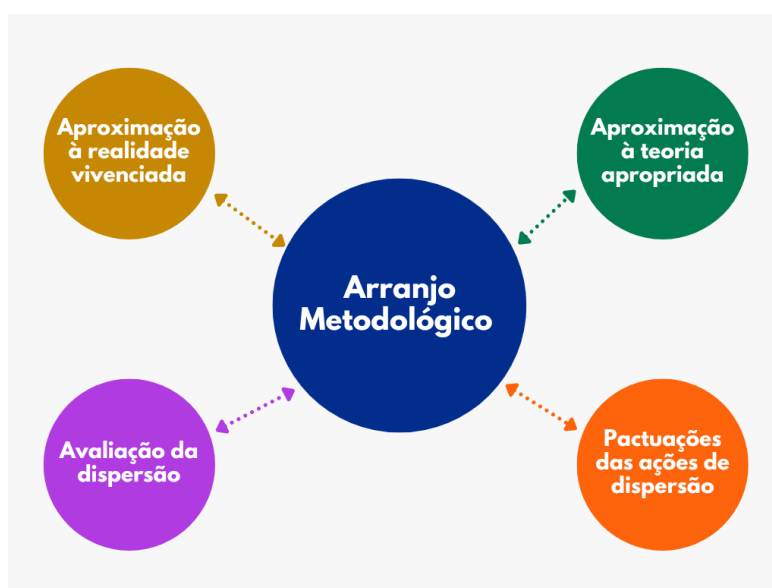 Aproximação
à realidade
vivenciada
Aproximação
à teoria
apropriada
Arranjo
Metodológico
Avaliação da
dispersão
Pactuações
das ações de
dispersão